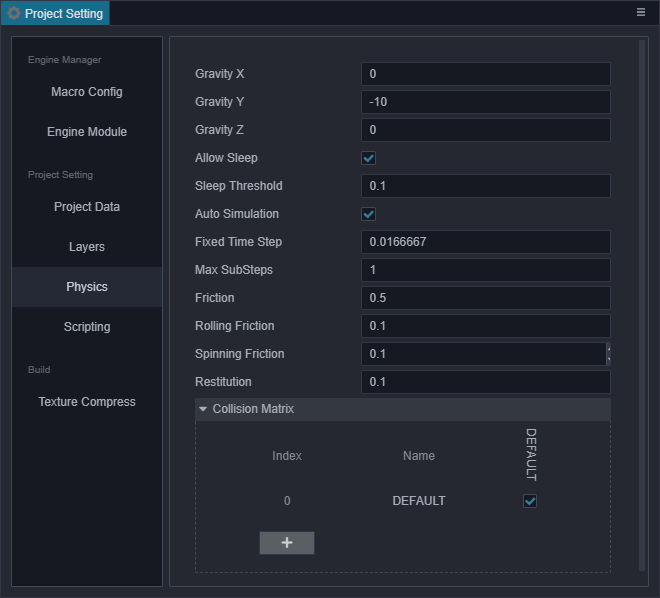 Project Setting
Engine Manager
Macro Config
Engine Module
Project Setting
Project Data
Layers
Physics
Scripting
Build
Texture Compress
Gravity X 0
Gravity Y -10
Gravity Z 0
Allow Sleep
Sleep Threshold 0.1
Auto Simulation
Fixed Time Step 0.0166667
Max SubSteps 1
Friction 0.5
Rolling Friction 0.1
Spinning Friction 0.1
Restitution 0.1
Collision Matrix
Index Name DEFAULT
0 DEFAULT
+